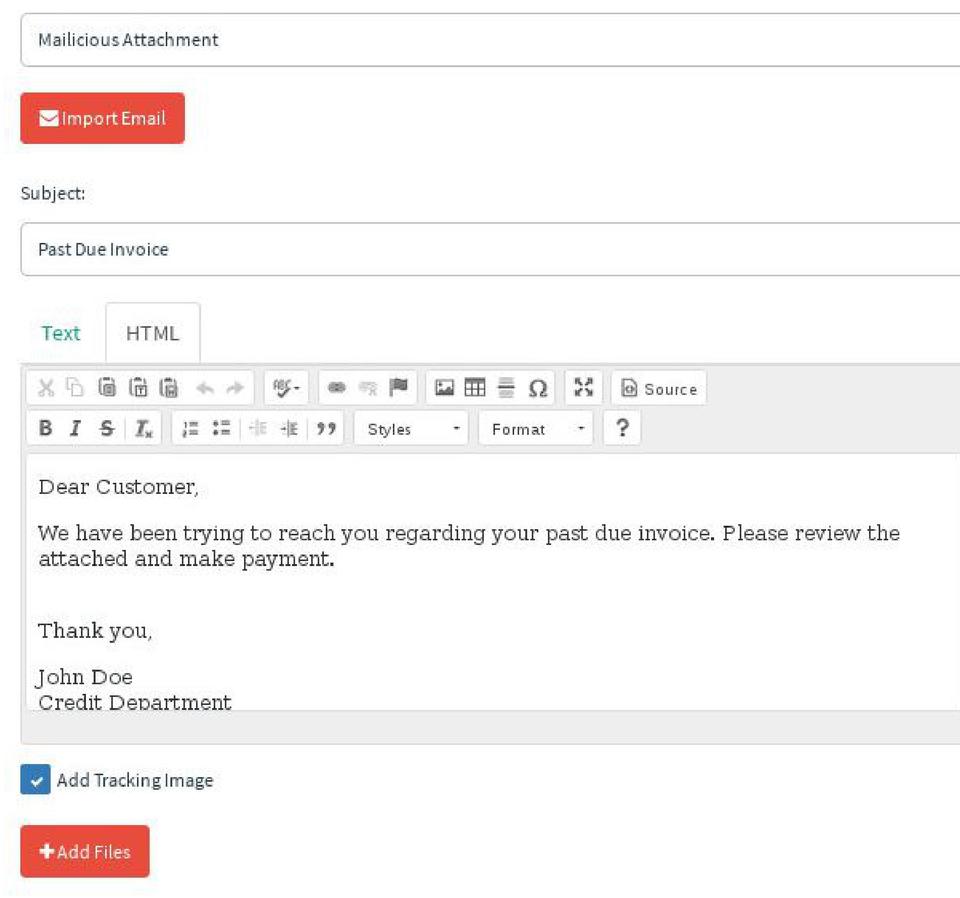 Mailicious Attachment
Import Email
Subject:
Past Due Invoice
Text HTML
ABC Ω Source
B I S Tx Styles Format ?
Dear Customer,
We have been trying to reach you regarding your past due invoice. Please review the
attached and make payment.
Thank you,
John Doe
Credit Department
Add Tracking Image
+Add Files